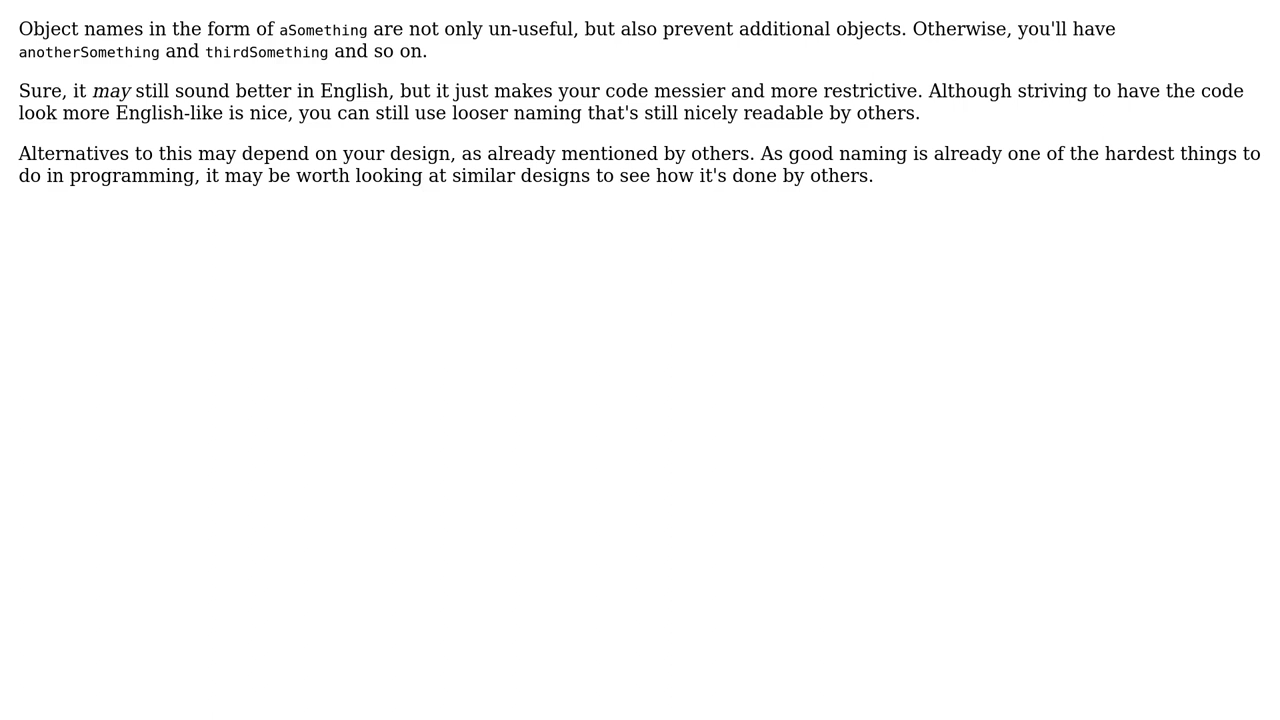 Object names in the form of aSomething are not only un-useful, but also prevent additional objects. Otherwise, you'll have
anotherSomething and thirdSomething and so on.
Sure, it may still sound better in English, but it just makes your code messier and more restrictive. Although striving to have the code
look more English-like is nice, you can still use looser naming that's still nicely readable by others.
Alternatives to this may depend on your design, as already mentioned by others. As good naming is already one of the hardest things to
do in programming, it may be worth looking at similar designs to see how it's done by others.